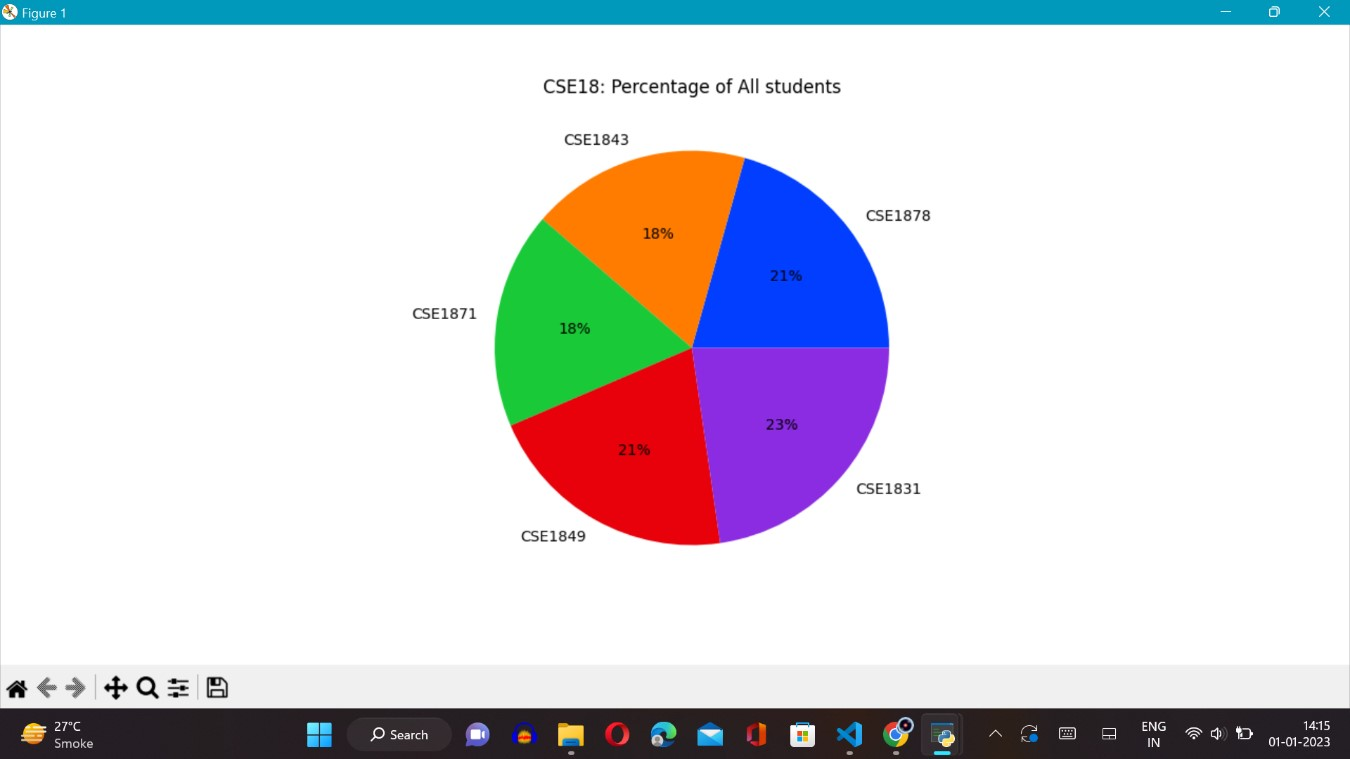 Figure 1
CSE18: Percentage of All students
CSE1843
CSE1878
18%
21%
CSE1871
18%
23%
21%
CSE1831
CSE1849
27°C
Smoke
Search
ENG
IN
14:15
01-01-2023